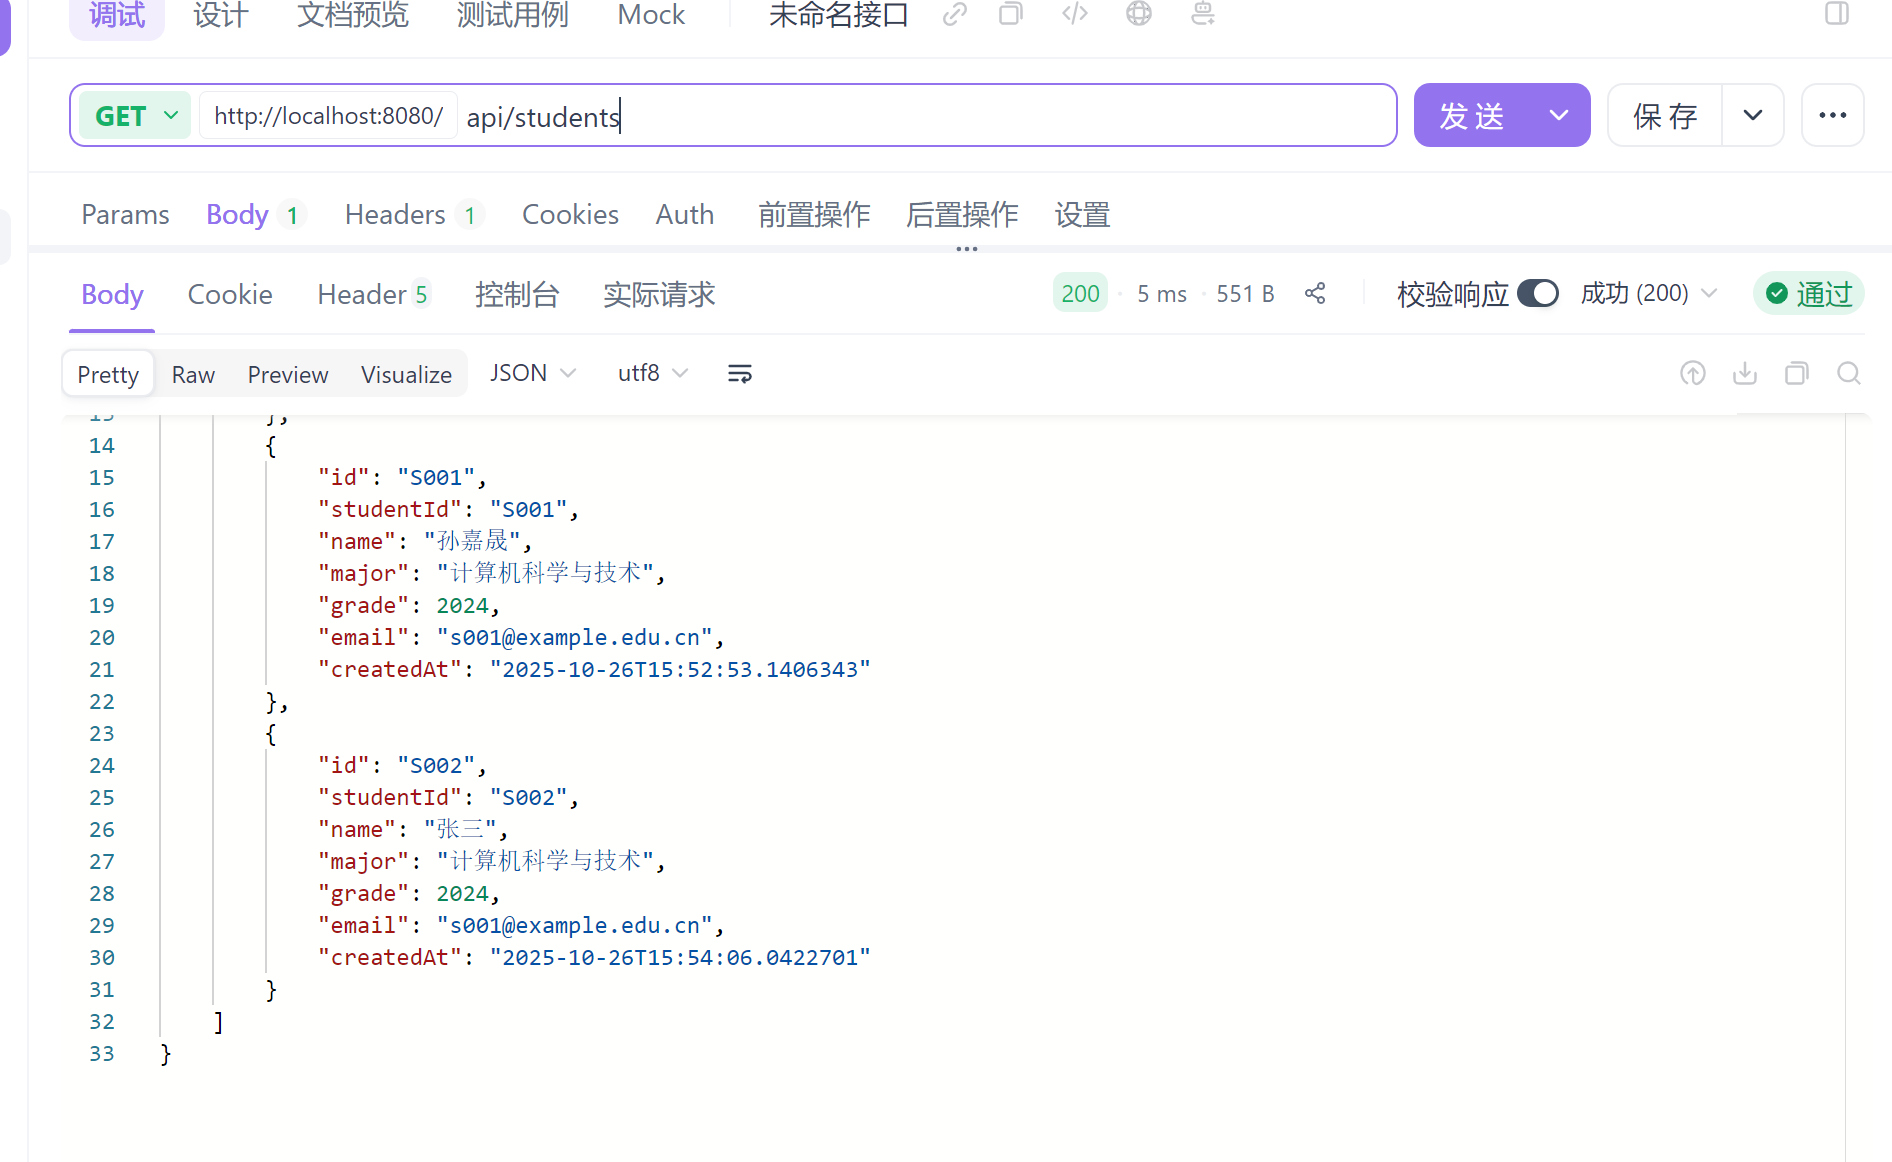 调试 设计 文档预览 测试用例 Mock 未命名接口
GET http://localhost:8080/ api/students 发送 保存
Params Body 1 Headers 1 Cookies Auth 前置操作 后置操作 设置
Body Cookie Header 5 控制台 实际请求 200 · 5 ms · 551 B 校验响应 成功 (200) 通过
Pretty Raw Preview Visualize JSON utf8
13 },
14 {
15 "id": "S001",
16 "studentId": "S001",
17 "name": "孙嘉晟",
18 "major": "计算机科学与技术",
19 "grade": 2024,
20 "email": "s001@example.edu.cn",
21 "createdAt": "2025-10-26T15:52:53.1406343"
22 },
23 {
24 "id": "S002",
25 "studentId": "S002",
26 "name": "张三",
27 "major": "计算机科学与技术",
28 "grade": 2024,
29 "email": "s001@example.edu.cn",
30 "createdAt": "2025-10-26T15:54:06.0422701"
31 }
32 ]
33 }